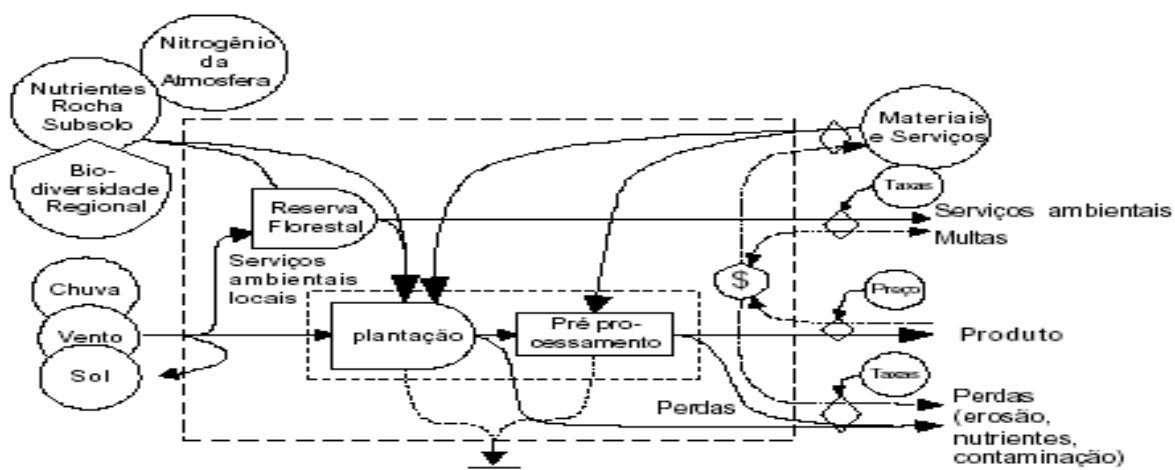 Nitrogênio
da
Atmosfera
Nutrientes
Rocha
Subsolo
Bio-
diversidade
Regional
Materiais
e Serviços
Taxas
Reserva
Florestal
Serviços ambientais
Multas
Serviços
ambientais
locais
$
Chuva
Preço
Vento
plantação
Pré pro-
cessamento
Produto
Sol
Taxas
Perdas
Perdas
(erosão,
nutrientes,
contaminação)